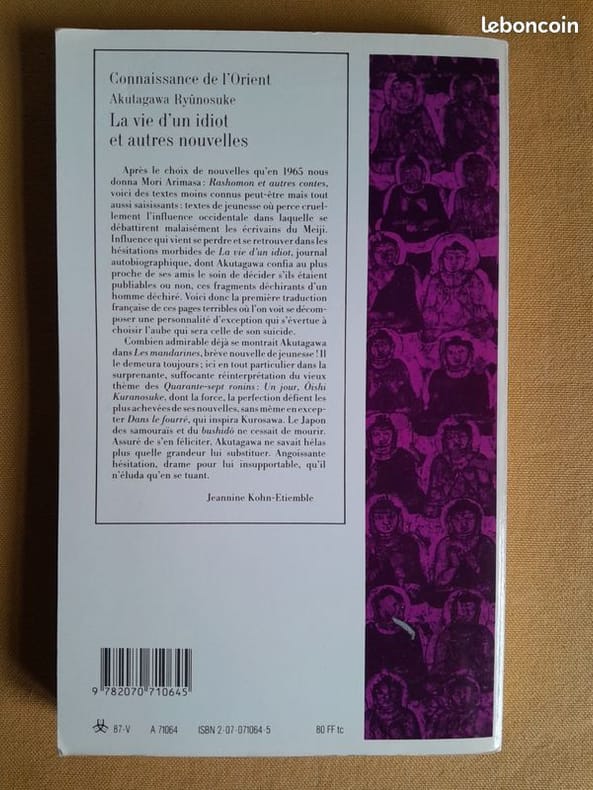 leboncoin
Connaissance de l'Orient
Akutagawa Ryûnosuke
La vie d'un idiot
et autres nouvelles
Après le choix de nouvelles qu'en 1965 nous
donna Mori Arimasa : Rashomon et autres contes,
voici des textes moins connus peut-être mais tout
aussi saisissants : textes de jeunesse où perce cruel-
lement l'influence occidentale dans laquelle se
débattirent malaisément les écrivains du Meiji.
Influence qui vient se perdre et se retrouver dans les
hésitations morbides de La vie d'un idiot, journal
autobiographique, dont Akutagawa confia au plus
proche de ses amis le soin de décider s'ils étaient
publiables ou non, ces fragments déchirants d'un
homme déchiré. Voici donc la première traduction
française de ces pages terribles où l'on voit se décom-
poser une personnalité d'exception qui s'évertue à
choisir l'aube qui sera celle de son suicide.
Combien admirable déjà se montrait Akutagawa
dans Les mandarines, brève nouvelle de jeunesse ! Il
le demeura toujours ; ici en tout particulier dans la
surprenante, suffocante réinterprétation du vieux
thème des Quarante-sept ronins : Un jour, Ôishi
Kuranosuke, dont la force, la perfection défient les
plus achevées de ses nouvelles, sans même en excep-
ter Dans le fourré, qui inspira Kurosawa. Le Japon
des samouraïs et du bushidô ne cessait de mourir.
Assuré de s'en féliciter, Akutagawa ne savait hélas
plus quelle grandeur lui substituer. Angoissante
hésitation, drame pour lui insupportable, qu'il
n'éluda qu'en se tuant.
Jeannine Kohn-Etiemble
9 782070 710645
87-V A 71064 ISBN 2-07-071064-5 80 FF tc